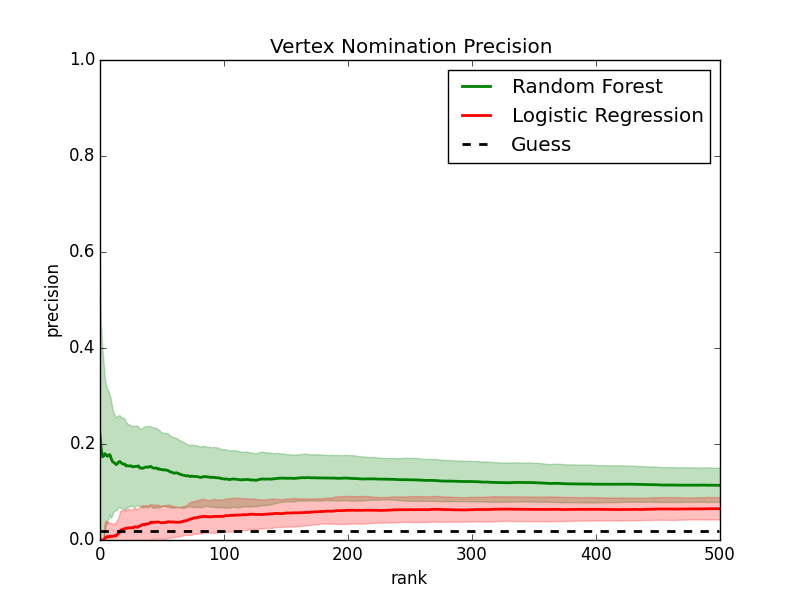 Vertex Nomination Precision
1.0
0.8
0.6
0.4
0.2
0.0
precision
Random Forest
Logistic Regression
Guess
0 100 200 300 400 500
rank